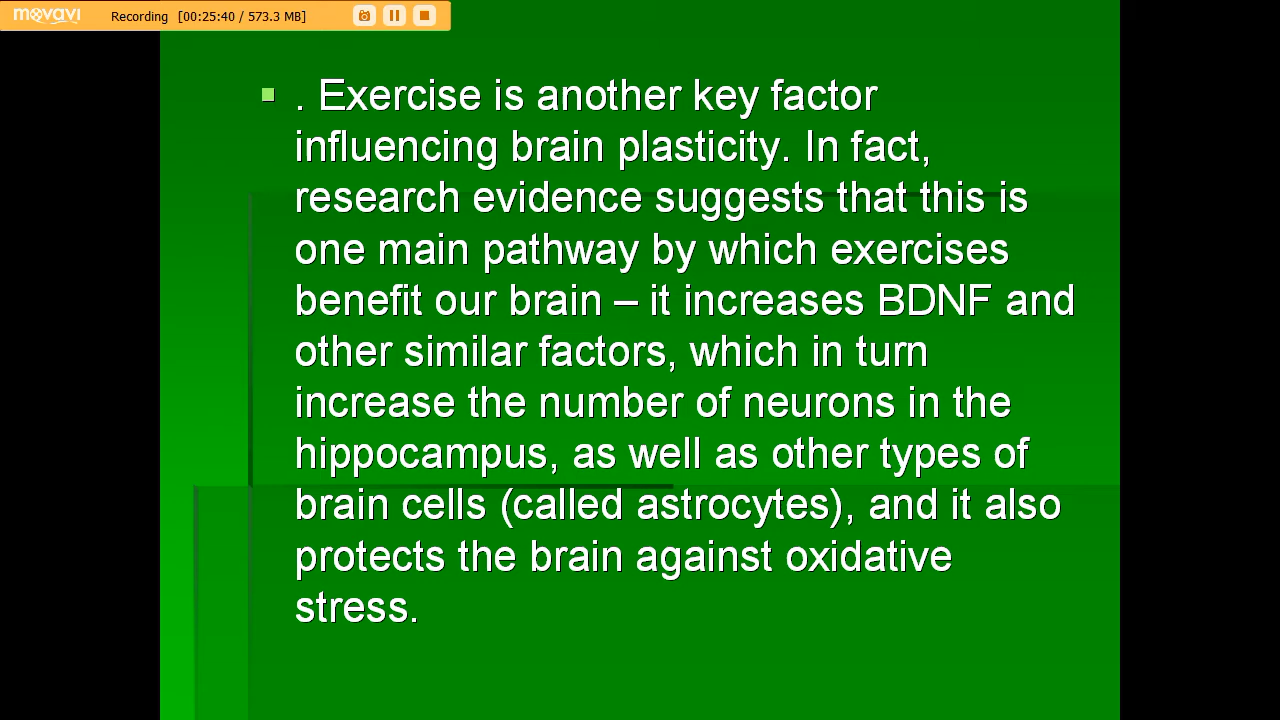 movavi Recording [00:25:40 / 573.3 MB]
. Exercise is another key factor
influencing brain plasticity. In fact,
research evidence suggests that this is
one main pathway by which exercises
benefit our brain – it increases BDNF and
other similar factors, which in turn
increase the number of neurons in the
hippocampus, as well as other types of
brain cells (called astrocytes), and it also
protects the brain against oxidative
stress.